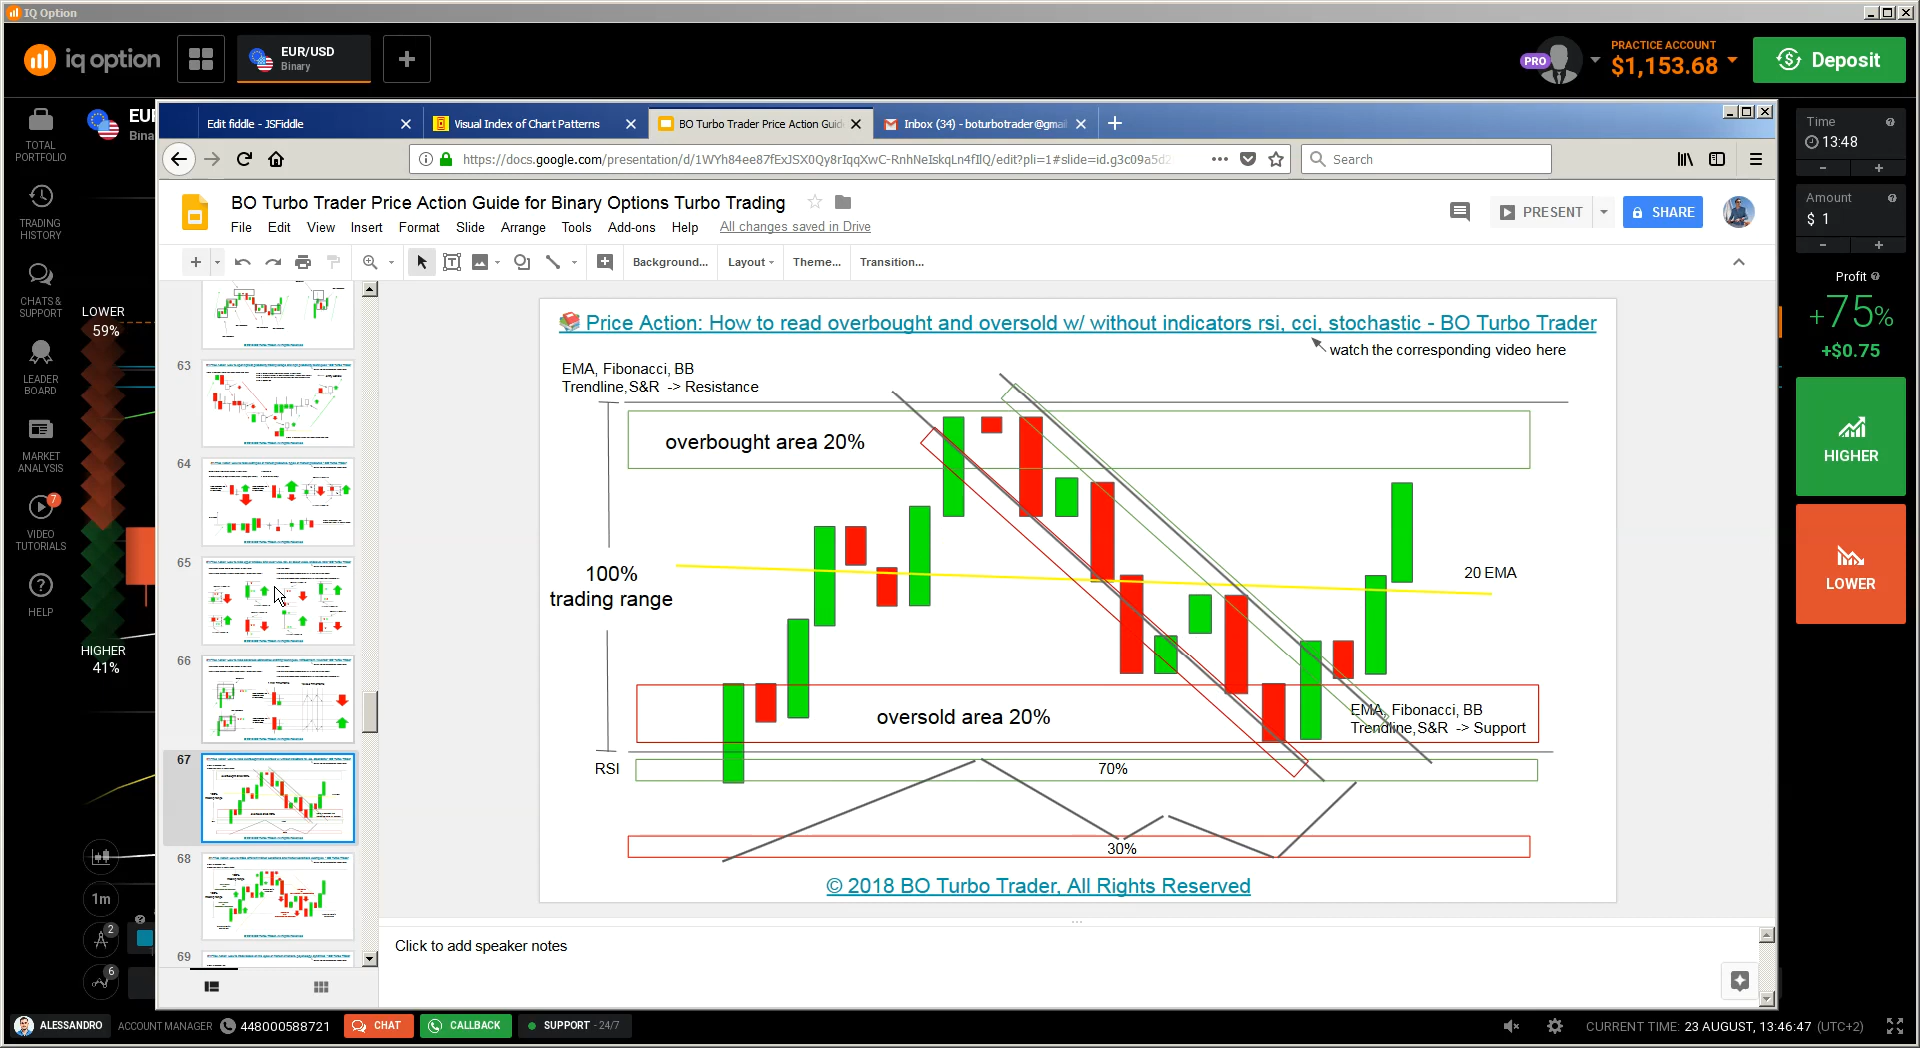 IQ Option
iq option
EUR/USD
Binary
PRO
PRACTICE ACCOUNT
$1,153.68
Deposit
TOTAL
PORTFOLIO
TRADING
HISTORY
CHATS &
SUPPORT
LEADER
BOARD
MARKET
ANALYSIS
7
VIDEO
TUTORIALS
HELP
LOWER
59%
HIGHER
41%
1m
2
6
Edit fiddle - JSFiddle
Visual Index of Chart Patterns
BO Turbo Trader Price Action Guid
Inbox (34) - boturbotrader@gmai
https://docs.google.com/presentation/d/1WYh84ee87fExJSX0Qy8rIqqXwC-RnhNeIskqLn4fIlQ/edit?pli=1#slide=id.g3c09a5d2
Search
BO Turbo Trader Price Action Guide for Binary Options Turbo Trading
File Edit View Insert Format Slide Arrange Tools Add-ons Help All changes saved in Drive
PRESENT
SHARE
Background... Layout Theme... Transition...
63
64
65
66
67
68
69
Price Action: How to read overbought and oversold w/ without indicators rsi, cci, stochastic - BO Turbo Trader
watch the corresponding video here
EMA, Fibonacci, BB
Trendline,S&R -> Resistance
overbought area 20%
100%
trading range
20 EMA
oversold area 20%
EMA, Fibonacci, BB
Trendline,S&R -> Support
RSI
70%
30%
© 2018 BO Turbo Trader, All Rights Reserved
Click to add speaker notes
Time
13:48
Amount
$ 1
Profit
+75%
+$0.75
HIGHER
LOWER
ALESSANDRO ACCOUNT MANAGER 448000588721 CHAT CALLBACK SUPPORT - 24/7
CURRENT TIME: 23 AUGUST, 13:46:47 (UTC+2)